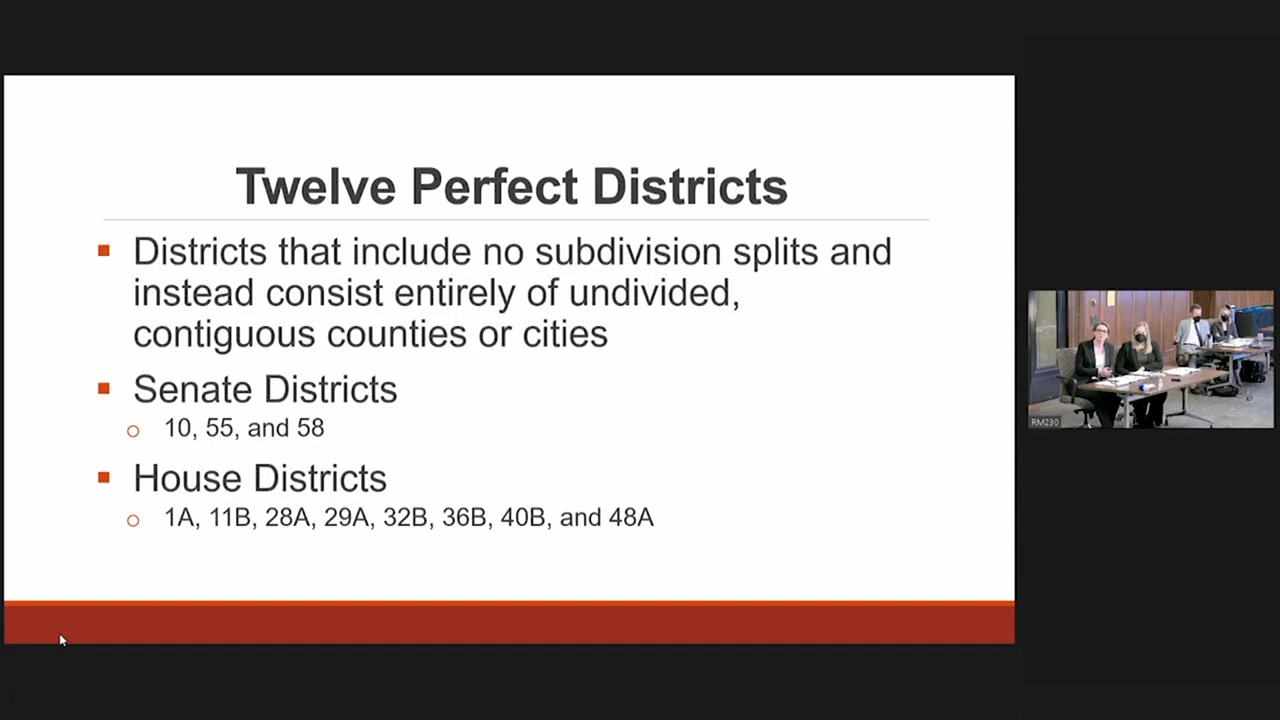 Twelve Perfect Districts
Districts that include no subdivision splits and
instead consist entirely of undivided,
contiguous counties or cities
Senate Districts
10, 55, and 58
House Districts
1A, 11B, 28A, 29A, 32B, 36B, 40B, and 48A
RM230